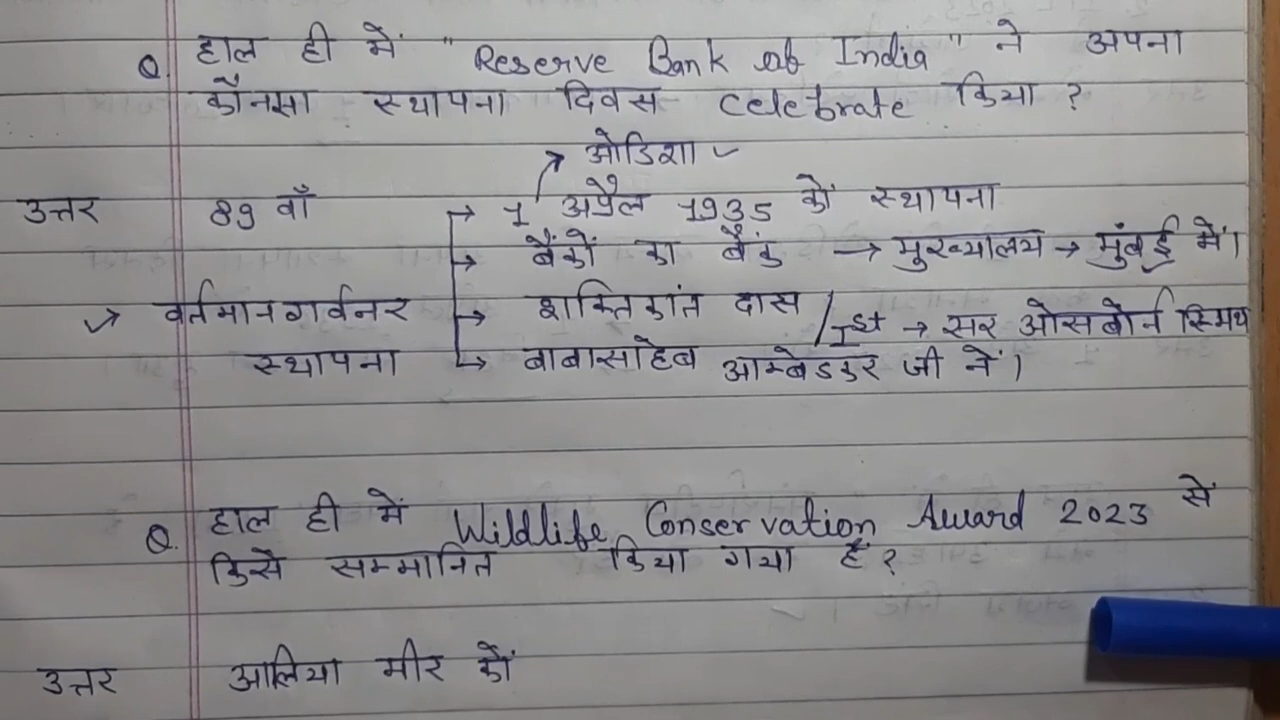 Q. हाल ही में "Reserve Bank of India" ने अपना
कौनसा स्थापना दिवस celebrate किया ?
→ ओडिशा ✓
उत्तर 89 वाँ → 1 अप्रैल 1935 कों स्थापना
→ बैंकों का बैंक → मुख्यालय → मुंबई में।
→ वर्तमान गर्वनर → शक्तिकांत दास / Ist → सर ओसबोर्न स्मिथ
स्थापना → बाबासाहेब आम्बेडकर जी नें।
Q. हाल ही में Wildlife Conservation Award 2023 सें
किसे सम्मानित किया गया हैं ?
उत्तर आलिया मीर कों